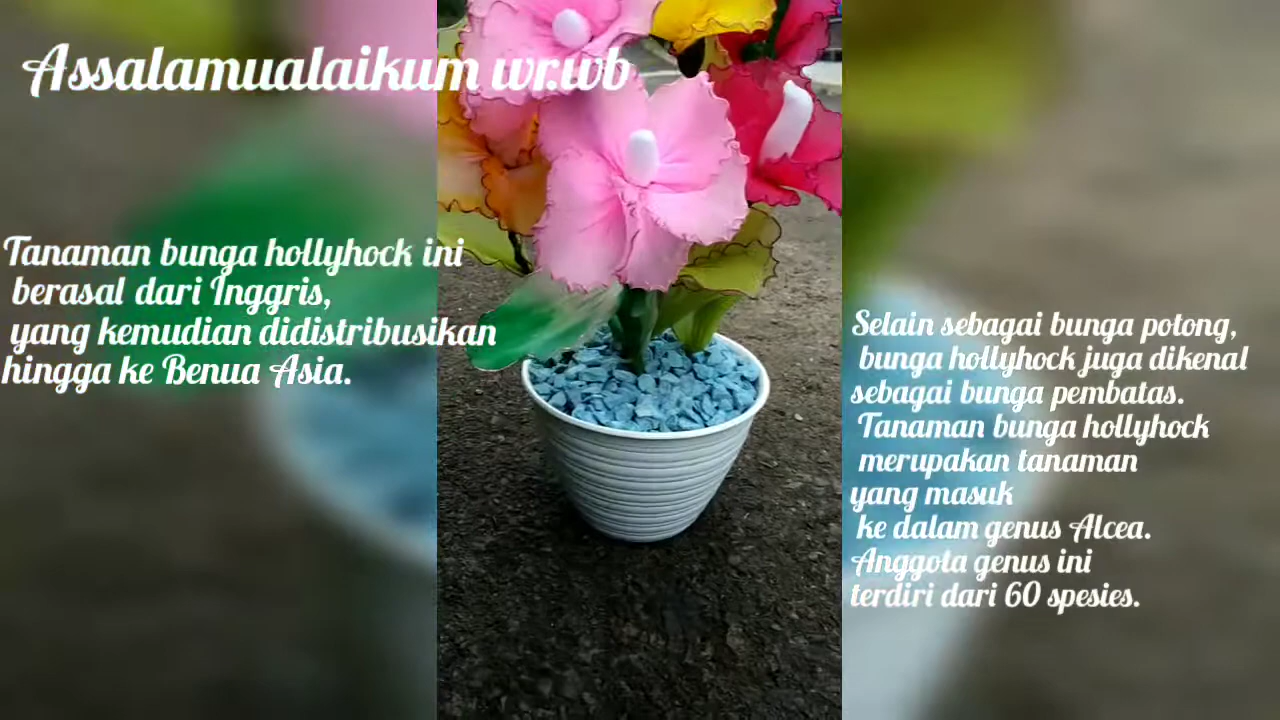 Assalamualaikum wr.wb
Tanaman bunga hollyhock ini
berasal dari Inggris,
yang kemudian didistribusikan
hingga ke Benua Asia.
Selain sebagai bunga potong,
bunga hollyhock juga dikenal
sebagai bunga pembatas.
Tanaman bunga hollyhock
merupakan tanaman
yang masuk
ke dalam genus Alcea.
Anggota genus ini
terdiri dari 60 spesies.